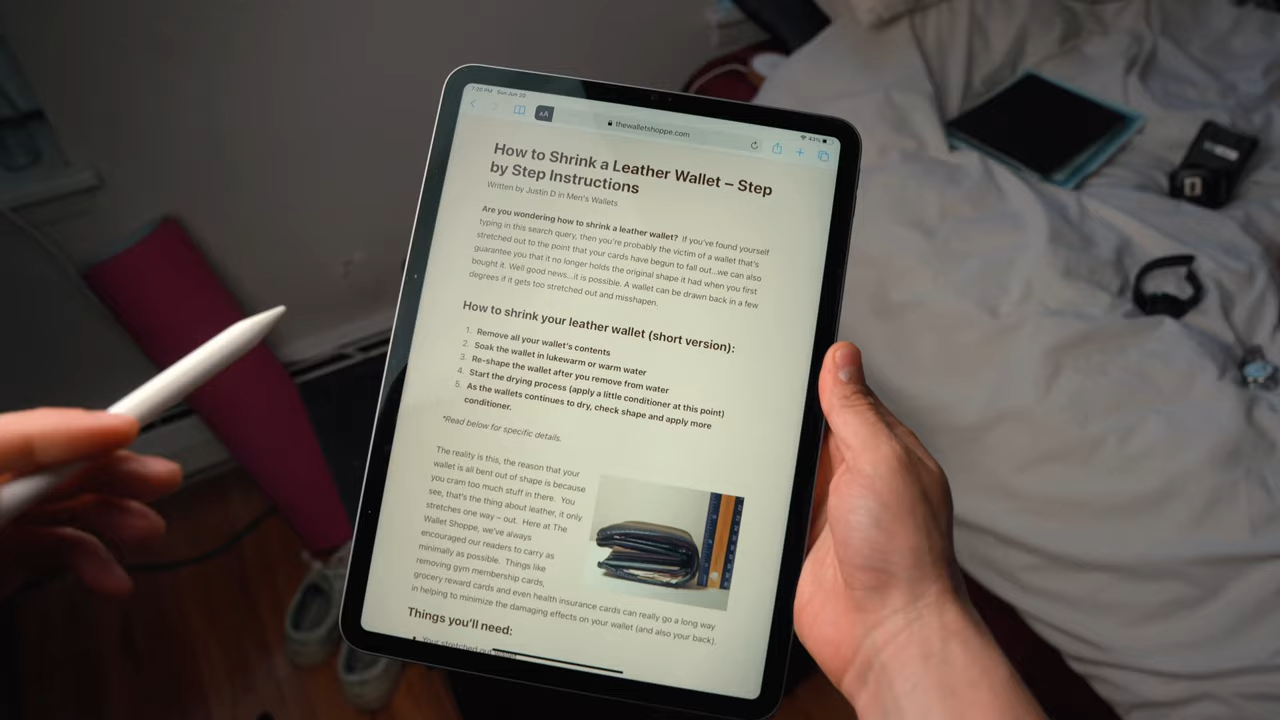 7:20 PM Sun Jun 20
43%
AA
thewalletshoppe.com
How to Shrink a Leather Wallet – Step
by Step Instructions
Written by Justin D in Men's Wallets
Are you wondering how to shrink a leather wallet? If you've found yourself
typing in this search query, then you're probably the victim of a wallet that's
stretched out to the point that your cards have begun to fall out...we can also
guarantee you that it no longer holds the original shape it had when you first
bought it. Well good news...it is possible. A wallet can be drawn back in a few
degrees if it gets too stretched out and misshapen.
How to shrink your leather wallet (short version):
1. Remove all your wallet's contents
2. Soak the wallet in lukewarm or warm water
3. Re-shape the wallet after you remove from water
4. Start the drying process (apply a little conditioner at this point)
5. As the wallets continues to dry, check shape and apply more
conditioner.
*Read below for specific details.
The reality is this, the reason that your
wallet is all bent out of shape is because
you cram too much stuff in there. You
see, that's the thing about leather, it only
stretches one way – out. Here at The
Wallet Shoppe, we've always
encouraged our readers to carry as
minimally as possible. Things like
removing gym membership cards,
grocery reward cards and even health insurance cards can really go a long way
in helping to minimize the damaging effects on your wallet (and also your back).
Things you'll need:
Your stretched out wallet